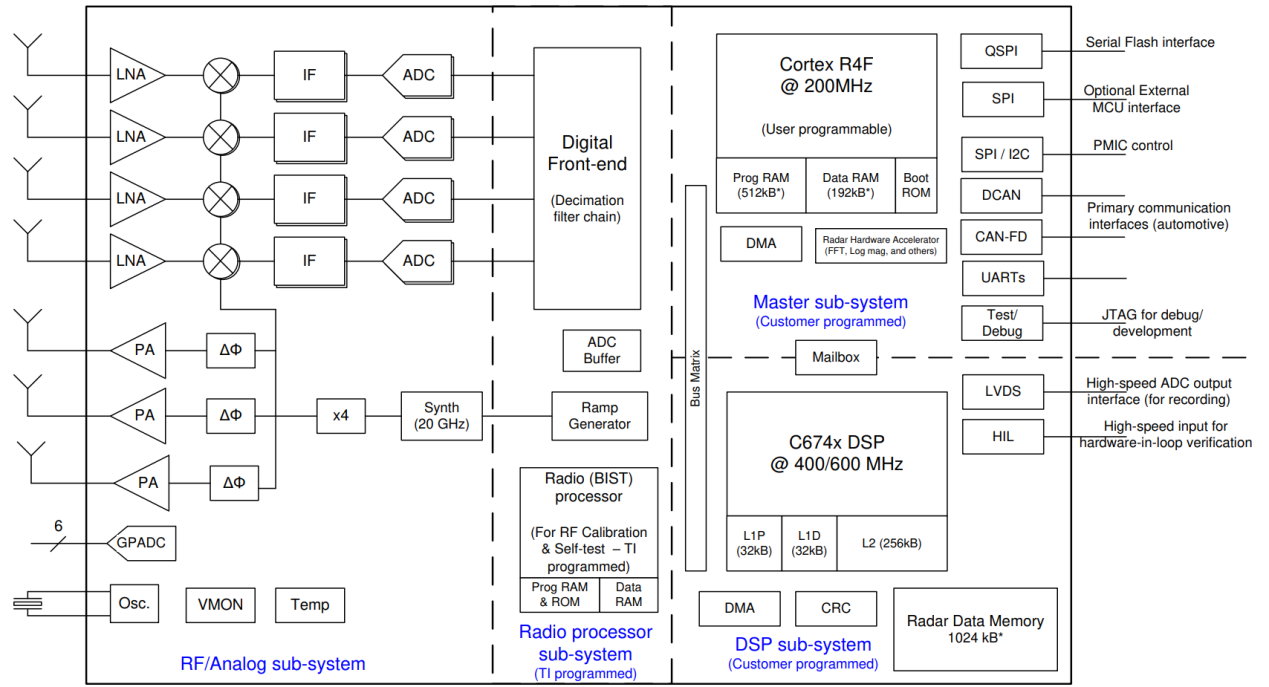 LNA
IF
ADC
LNA
IF
ADC
LNA
IF
ADC
LNA
IF
ADC
PA
ΔΦ
PA
ΔΦ
x4
Synth
(20 GHz)
PA
ΔΦ
6
GPADC
Osc.
VMON
Temp
RF/Analog sub-system
Digital
Front-end
(Decimation
filter chain)
ADC
Buffer
Ramp
Generator
Radio (BIST)
processor
(For RF Calibration
& Self-test – TI
programmed)
Prog RAM
& ROM
Data
RAM
Radio processor
sub-system
(TI programmed)
Bus Matrix
Cortex R4F
@ 200MHz
(User programmable)
Prog RAM
(512kB*)
Data RAM
(192kB*)
Boot
ROM
DMA
Radar Hardware Accelerator
(FFT, Log mag, and others)
Master sub-system
(Customer programmed)
Mailbox
C674x DSP
@ 400/600 MHz
L1P
(32kB)
L1D
(32kB)
L2 (256kB)
DMA
CRC
Radar Data Memory
1024 kB*
DSP sub-system
(Customer programmed)
QSPI
Serial Flash interface
SPI
Optional External
MCU interface
SPI / I2C
PMIC control
DCAN
Primary communication
interfaces (automotive)
CAN-FD
UARTs
Test/
Debug
JTAG for debug/
development
LVDS
High-speed ADC output
interface (for recording)
HIL
High-speed input for
hardware-in-loop verification